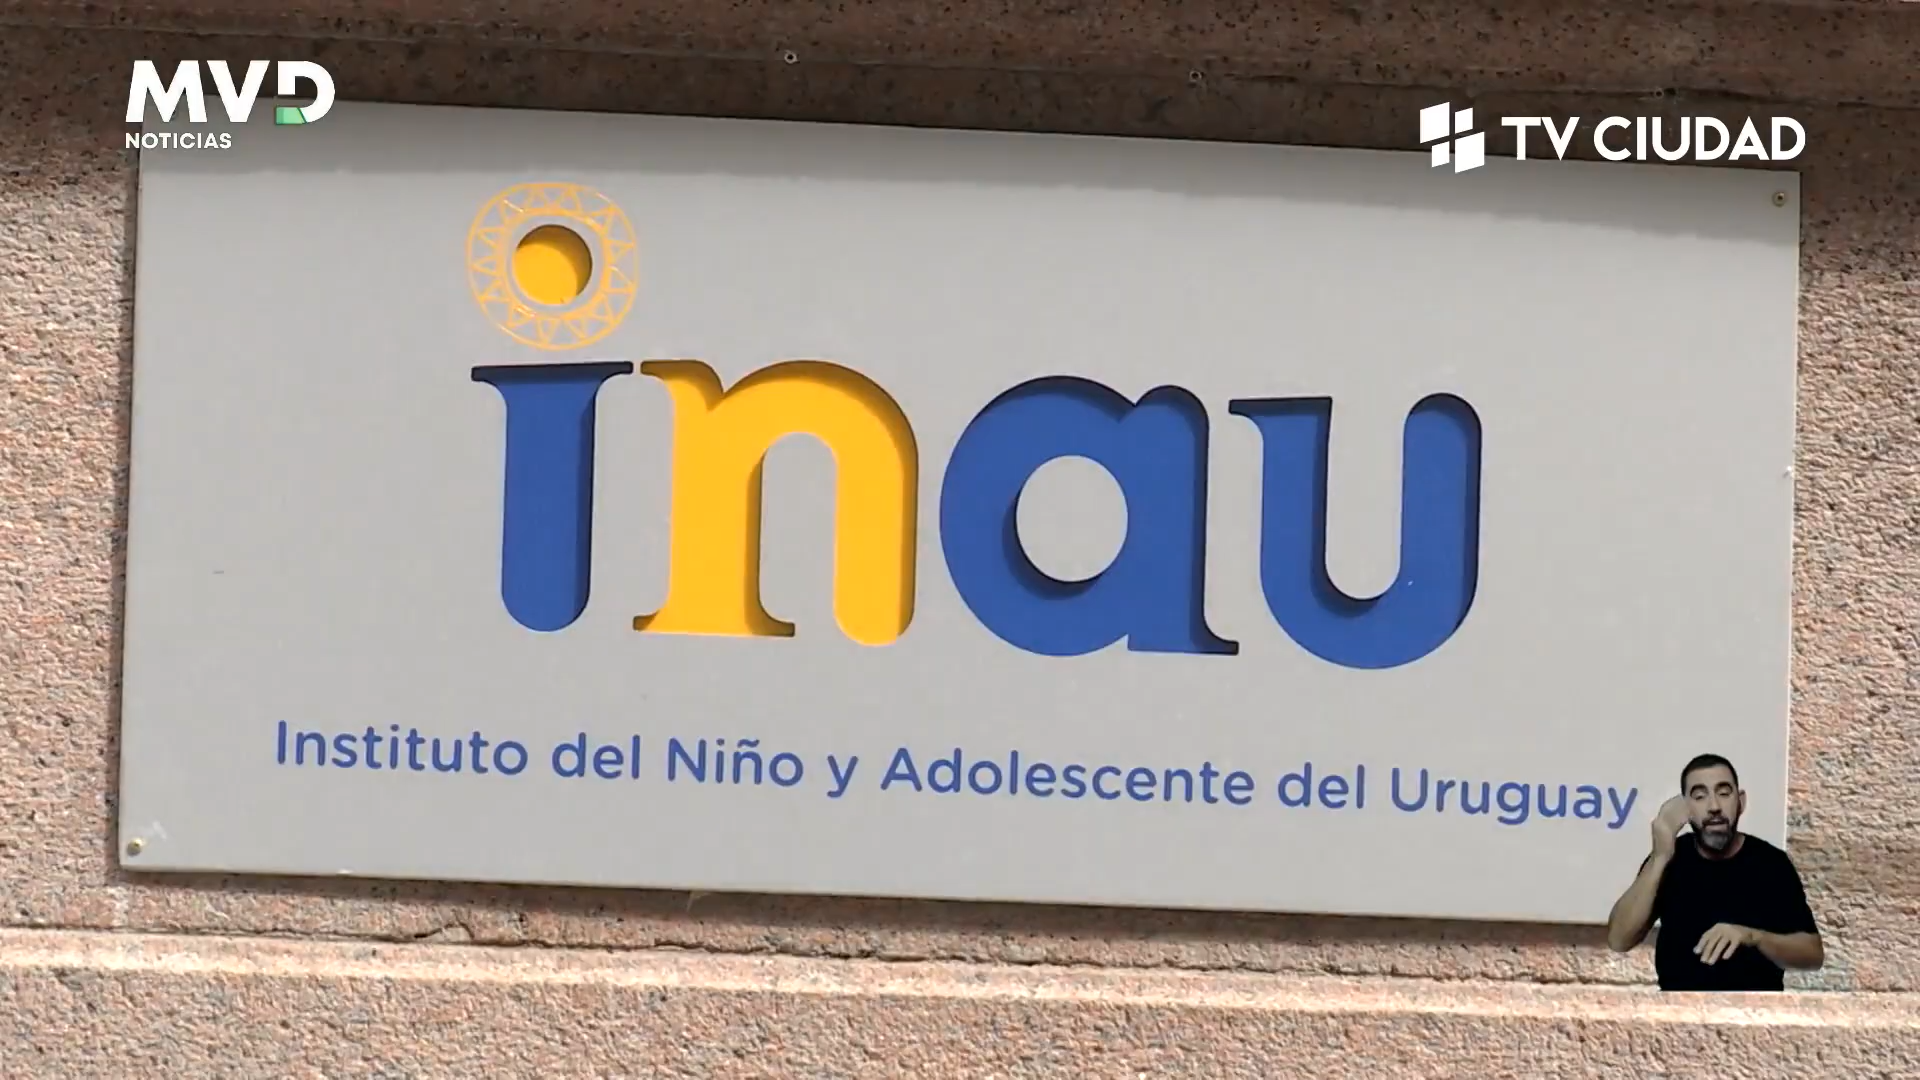 MVD
NOTICIAS
TV CIUDAD
inau
Instituto del Niño y Adolescente del Uruguay